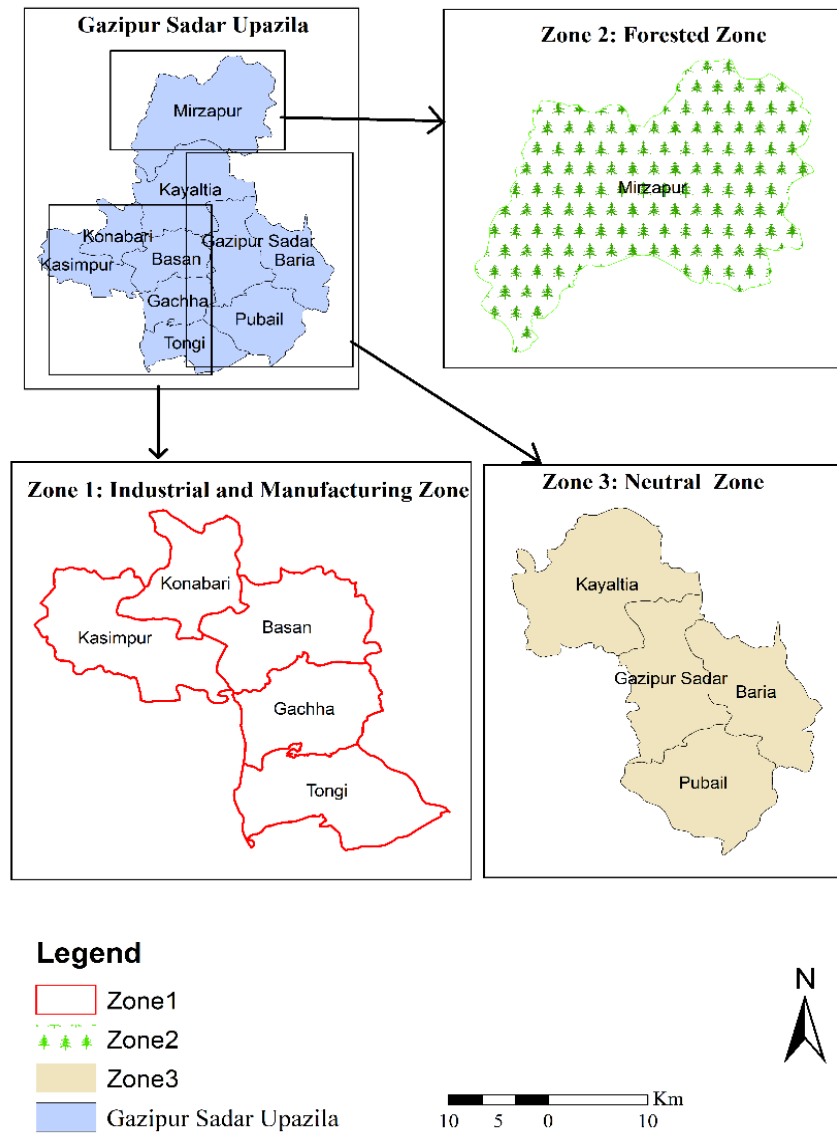 Gazipur Sadar Upazila
Mirzapur
Kayaltia
Konabari
Gazipur Sadar
Kasimpur
Basan
Baria
Gachha
Pubail
Tongi
Zone 2: Forested Zone
Mirzapur
Zone 1: Industrial and Manufacturing Zone
Konabari
Kasimpur
Basan
Gachha
Tongi
Zone 3: Neutral Zone
Kayaltia
Gazipur Sadar
Baria
Pubail
Legend
Zone1
Zone2
Zone3
Gazipur Sadar Upazila
N
Km
10 5 0 10